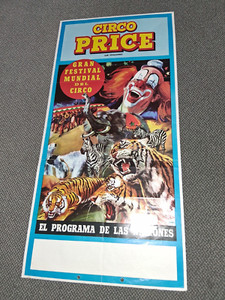 CIRCO
PRICE
GRAN
FESTIVAL
MUNDIAL
DEL
CIRCO
EL PROGRAMA DE LAS